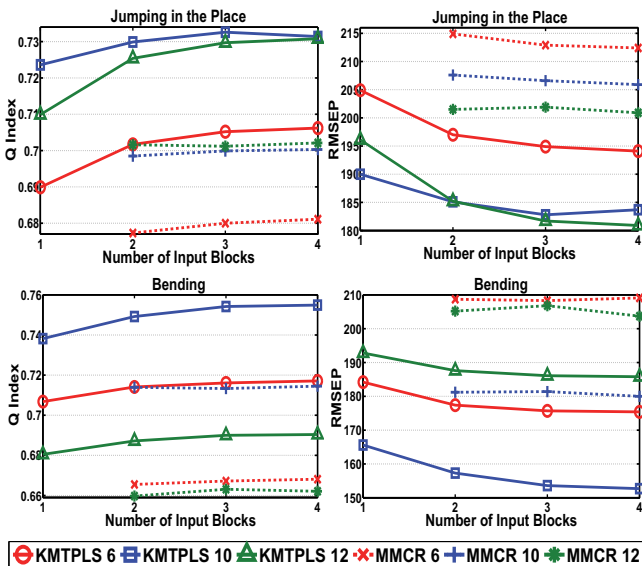 Jumping in the Place
Q Index
0.73
0.72
0.71
0.7
0.69
0.68
1 2 3 4
Number of Input Blocks
Jumping in the Place
RMSEP
215
210
205
200
195
190
185
180
1 2 3 4
Number of Input Blocks
Bending
Q Index
0.76
0.74
0.72
0.7
0.68
0.66
1 2 3 4
Number of Input Blocks
Bending
RMSEP
210
200
190
180
170
160
150
1 2 3 4
Number of Input Blocks
KMTPLS 6 KMTPLS 10 KMTPLS 12 MMCR 6 MMCR 10 MMCR 12